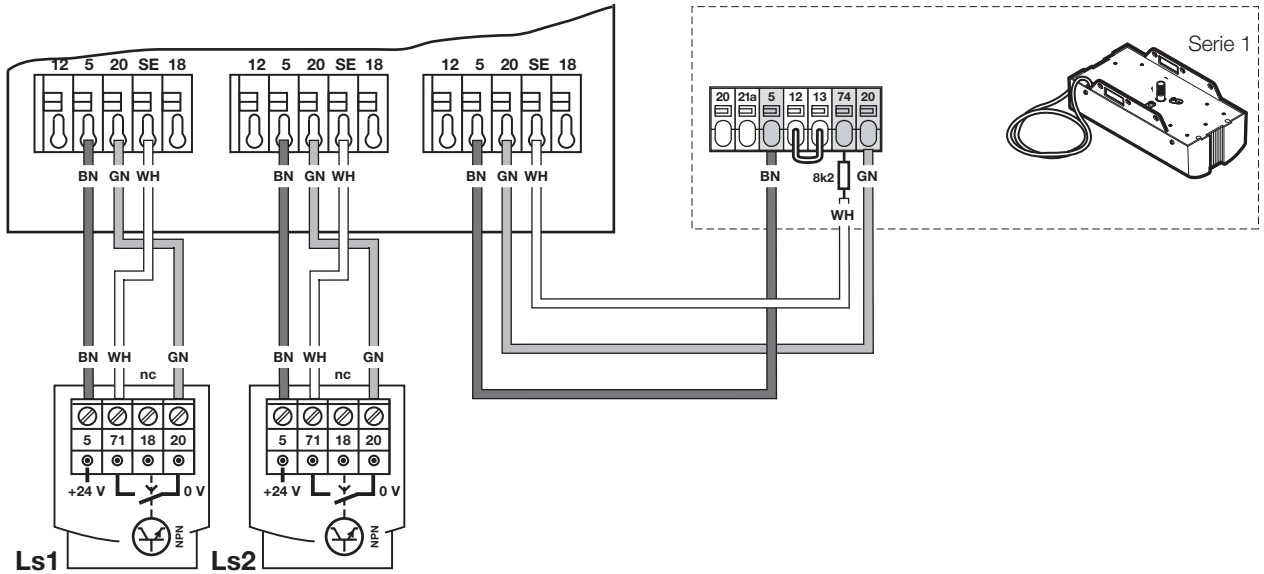 12 5 20 SE 18
12 5 20 SE 18
12 5 20 SE 18
Serie 1
20 21a 5 12 13 74 20
BN GN WH
BN GN WH
BN GN WH
BN 8k2 GN
WH
BN WH GN
nc
BN WH GN
nc
5 71 18 20
5 71 18 20
+24 V 0 V
+24 V 0 V
NPN
NPN
Ls1
Ls2